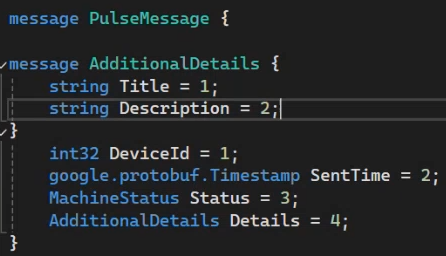 message PulseMessage {
message AdditionalDetails {
string Title = 1;
string Description = 2;
}
int32 DeviceId = 1;
google.protobuf.Timestamp SentTime = 2;
MachineStatus Status = 3;
AdditionalDetails Details = 4;
}